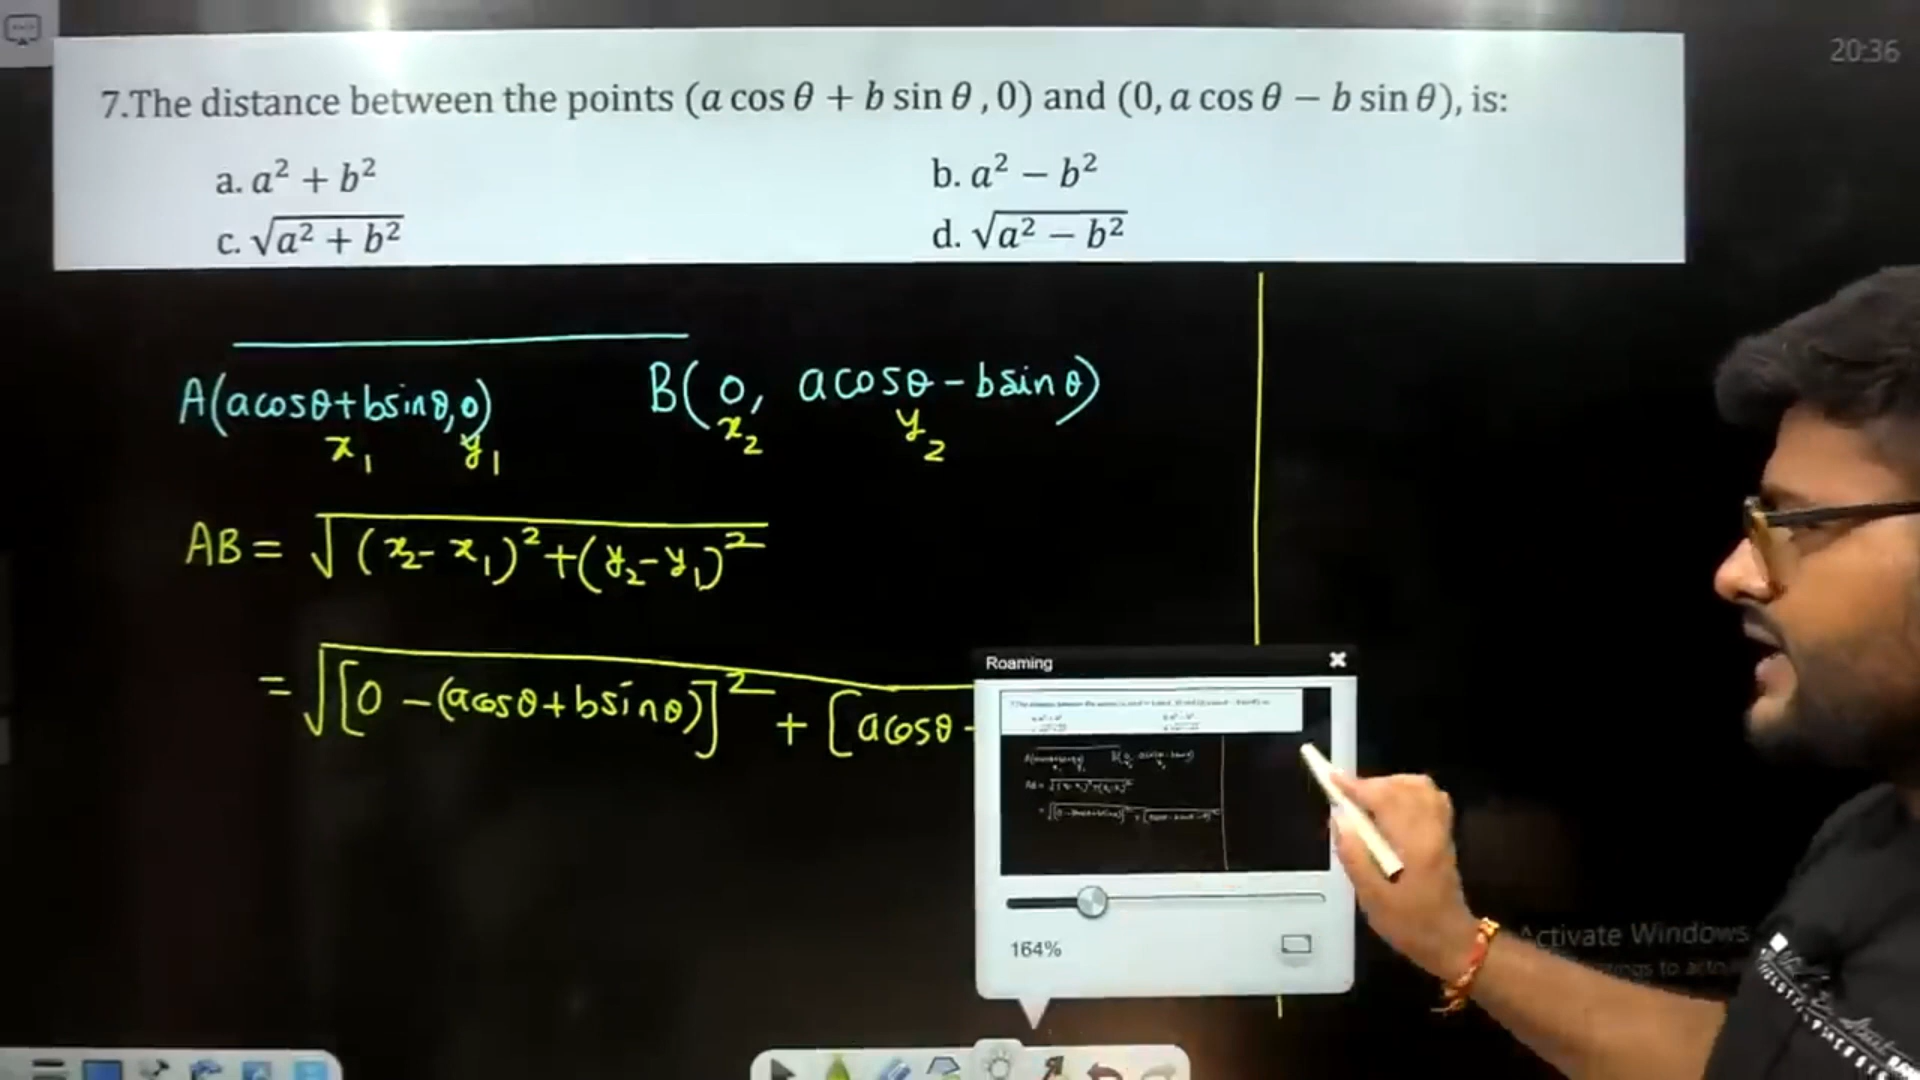 20:36
7.The distance between the points (a cos θ + b sin θ , 0) and (0, a cos θ − b sin θ), is:
a. a² + b²
b. a² − b²
c. √(a² + b²)
d. √(a² − b²)
A(acosθ+bsinθ,0)
B(0, acosθ-bsinθ)
x₁ y₁
x₂ y₂
AB = √(x₂-x₁)²+(y₂-y₁)²
= √[0-(acosθ+bsinθ)]² + [acosθ-
Roaming
164%
Activate Windows